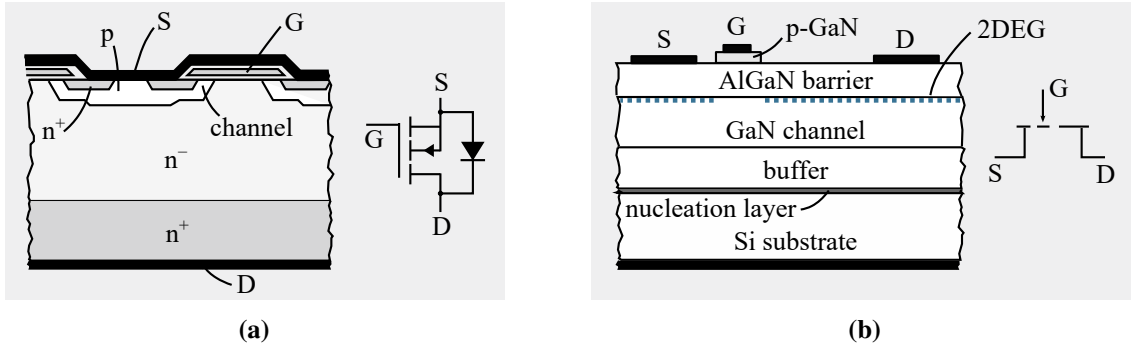 p
S
G
n⁺
channel
n⁻
n⁺
D
S
G
D
(a)
S
G
p-GaN
D
2DEG
AlGaN barrier
GaN channel
buffer
nucleation layer
Si substrate
G
S
D
(b)